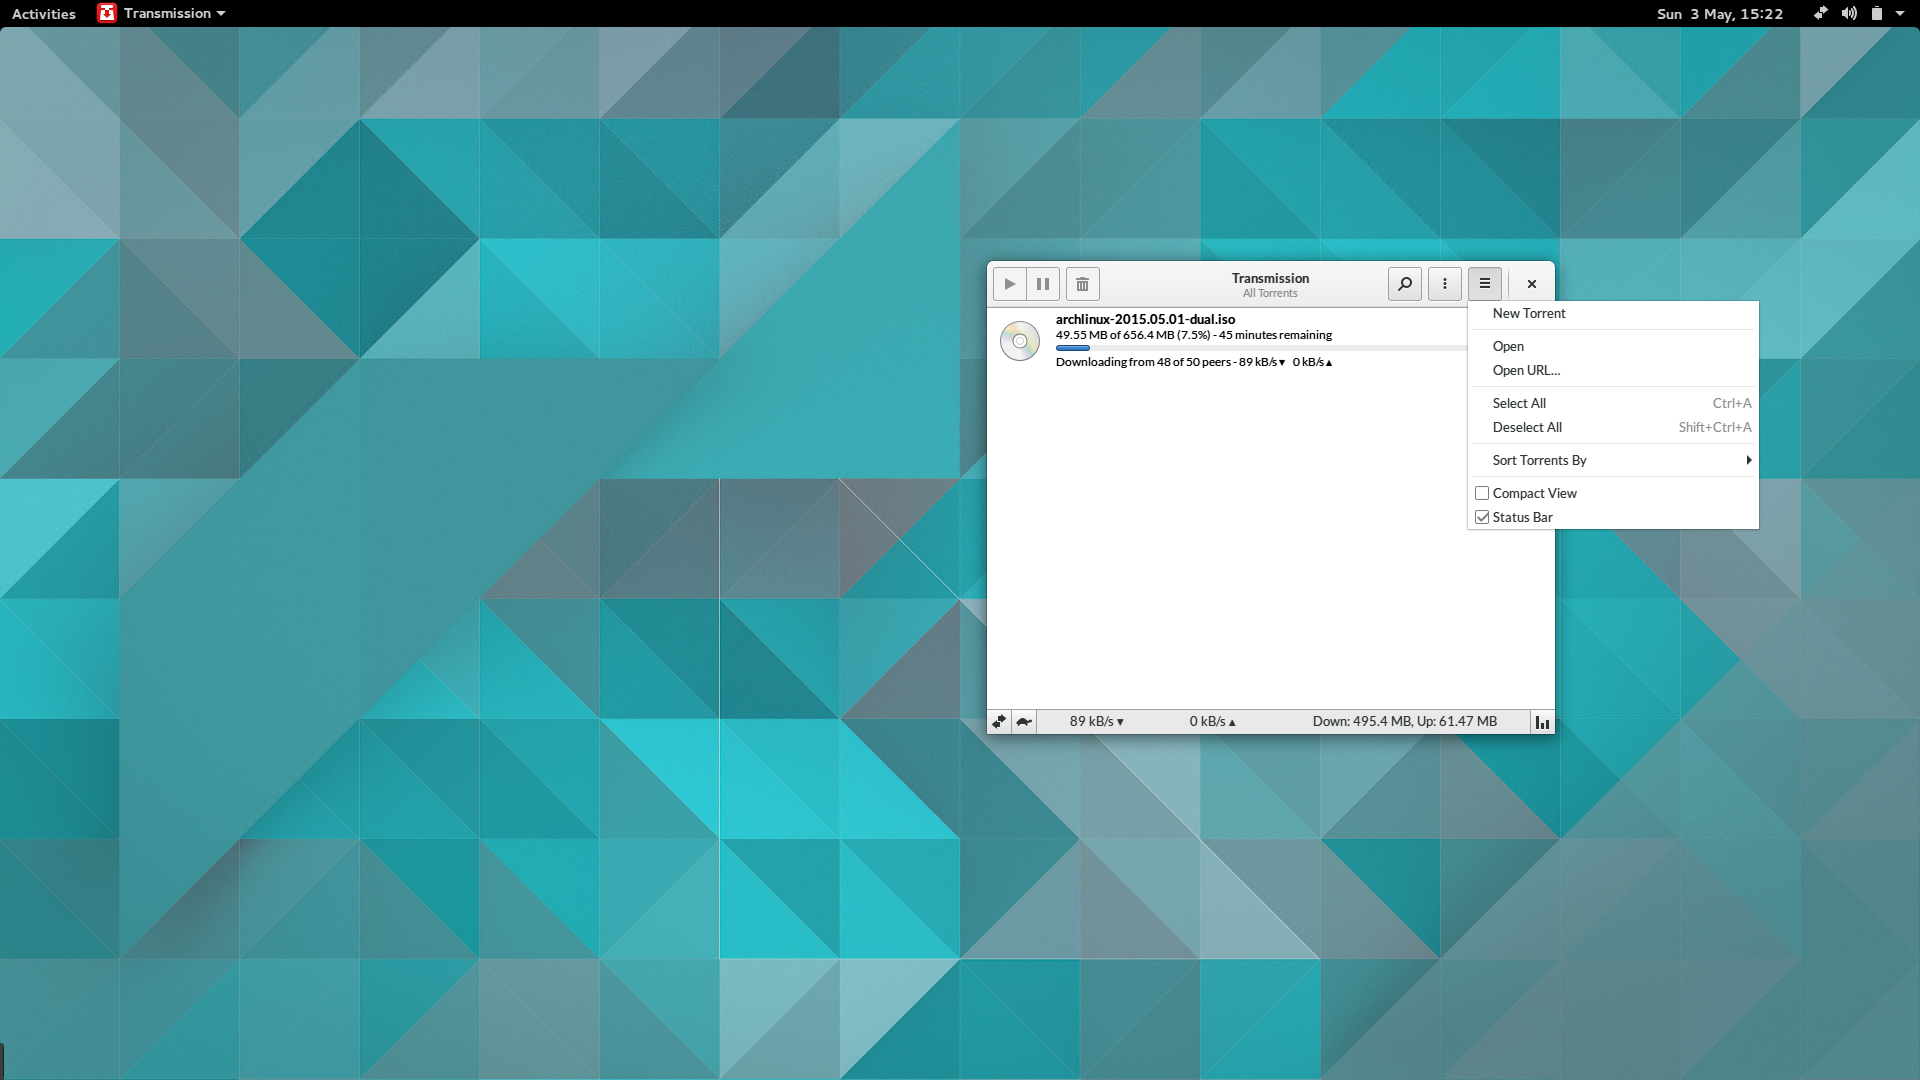 Activities
Transmission
Sun 3 May, 15:22
Transmission
All Torrents
archlinux-2015.05.01-dual.iso
49.55 MB of 656.4 MB (7.5%) - 45 minutes remaining
Downloading from 48 of 50 peers - 89 kB/s▼ 0 kB/s▲
New Torrent
Open
Open URL...
Select All Ctrl+A
Deselect All Shift+Ctrl+A
Sort Torrents By
Compact View
Status Bar
89 kB/s▼ 0 kB/s▲ Down: 495.4 MB, Up: 61.47 MB